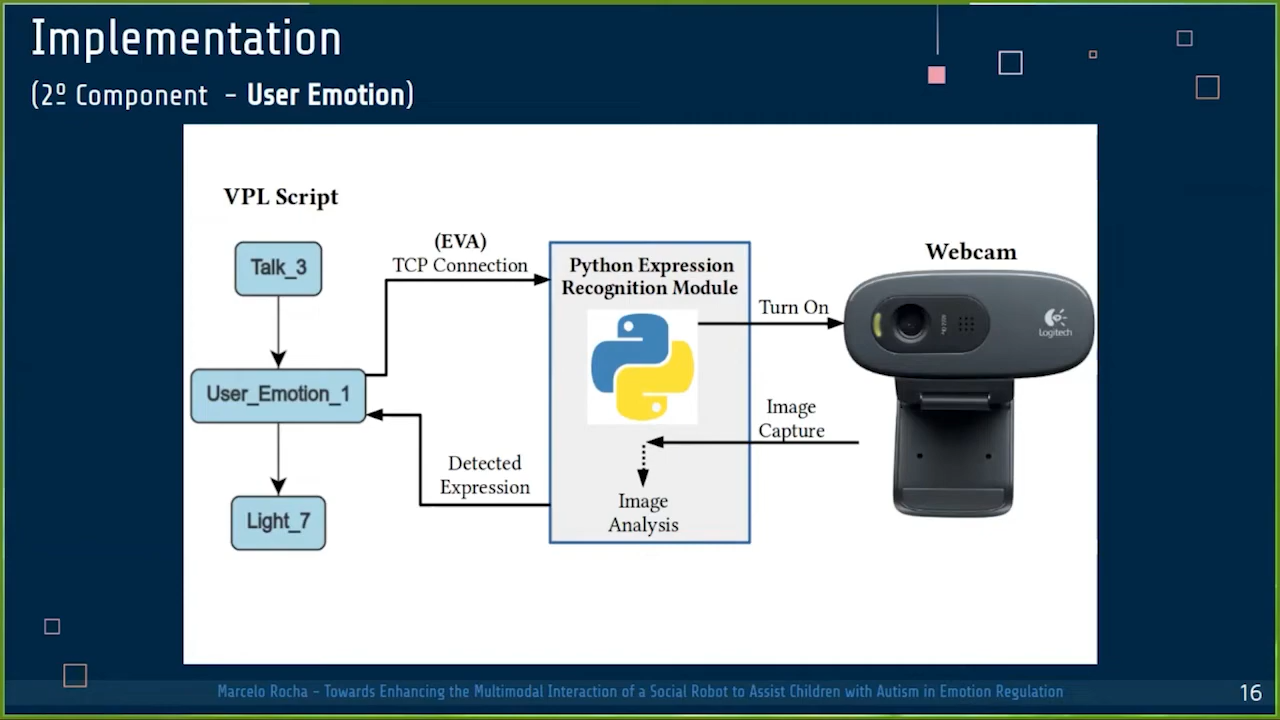 Implementation
(2º Component - User Emotion)
VPL Script
Talk_3
User_Emotion_1
Light_7
(EVA)
TCP Connection
Detected
Expression
Python Expression
Recognition Module
Image
Analysis
Turn On
Image
Capture
Webcam
Logitech
Marcelo Rocha - Towards Enhancing the Multimodal Interaction of a Social Robot to Assist Children with Autism in Emotion Regulation
16